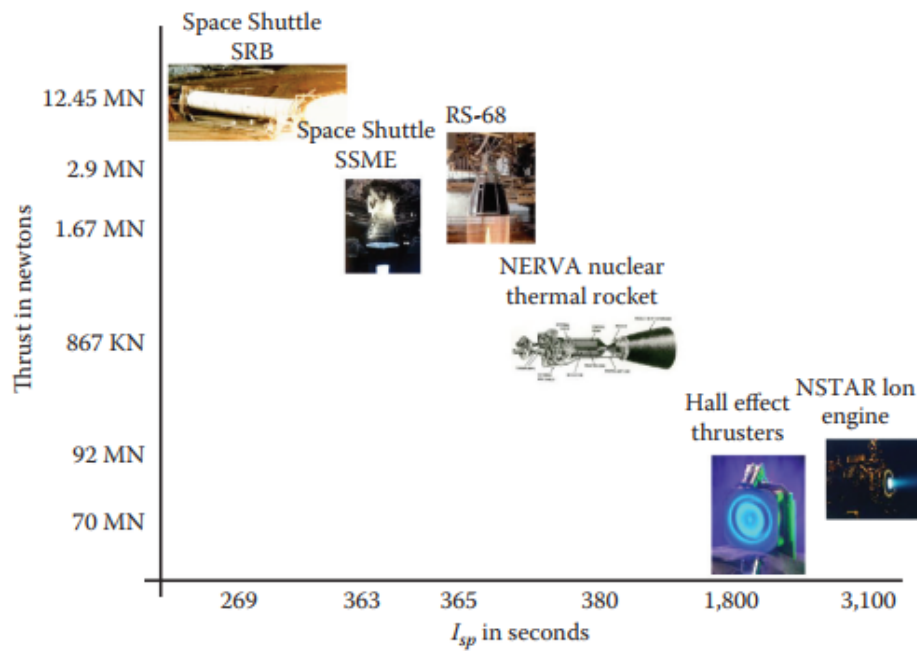 Space Shuttle
SRB
12.45 MN
RS-68
Space Shuttle
SSME
2.9 MN
1.67 MN
Thrust in newtons
NERVA nuclear
thermal rocket
867 KN
Hall effect
thrusters
NSTAR Ion
engine
92 MN
70 MN
269
363
365
380
1,800
3,100
Isp in seconds